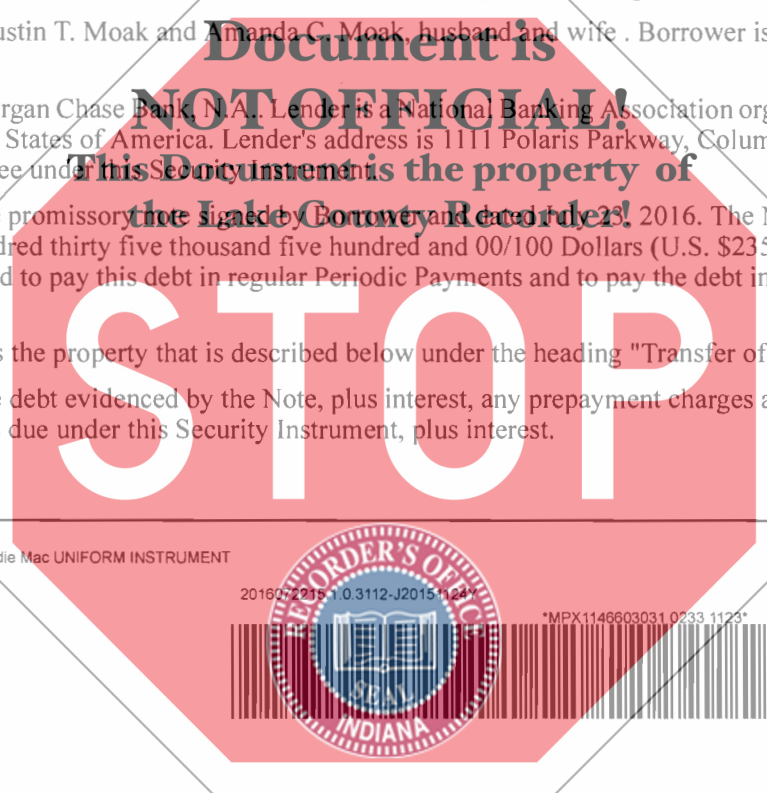 ustin T. Moak and Amanda C. Moak, husband and wife . Borrower is
Document is
rgan Chase Bank, N.A.. Lender is a National Banking Association org
NOT OFFICIAL!
States of America. Lender's address is 1111 Polaris Parkway, Colum
ee under this Security Instrument.
This Document is the property of
the Lake County Recorder!
promissory note signed by Borrower and dated July 23, 2016. The N
dred thirty five thousand five hundred and 00/100 Dollars (U.S. $235
d to pay this debt in regular Periodic Payments and to pay the debt in
STOP
s the property that is described below under the heading "Transfer of
debt evidenced by the Note, plus interest, any prepayment charges a
due under this Security Instrument, plus interest.
die Mac UNIFORM INSTRUMENT
RECORDER'S OFFICE
2016072215.1.0.3112-J20151124Y
*MPX1146603031 0233 1123*
SEAL
INDIANA